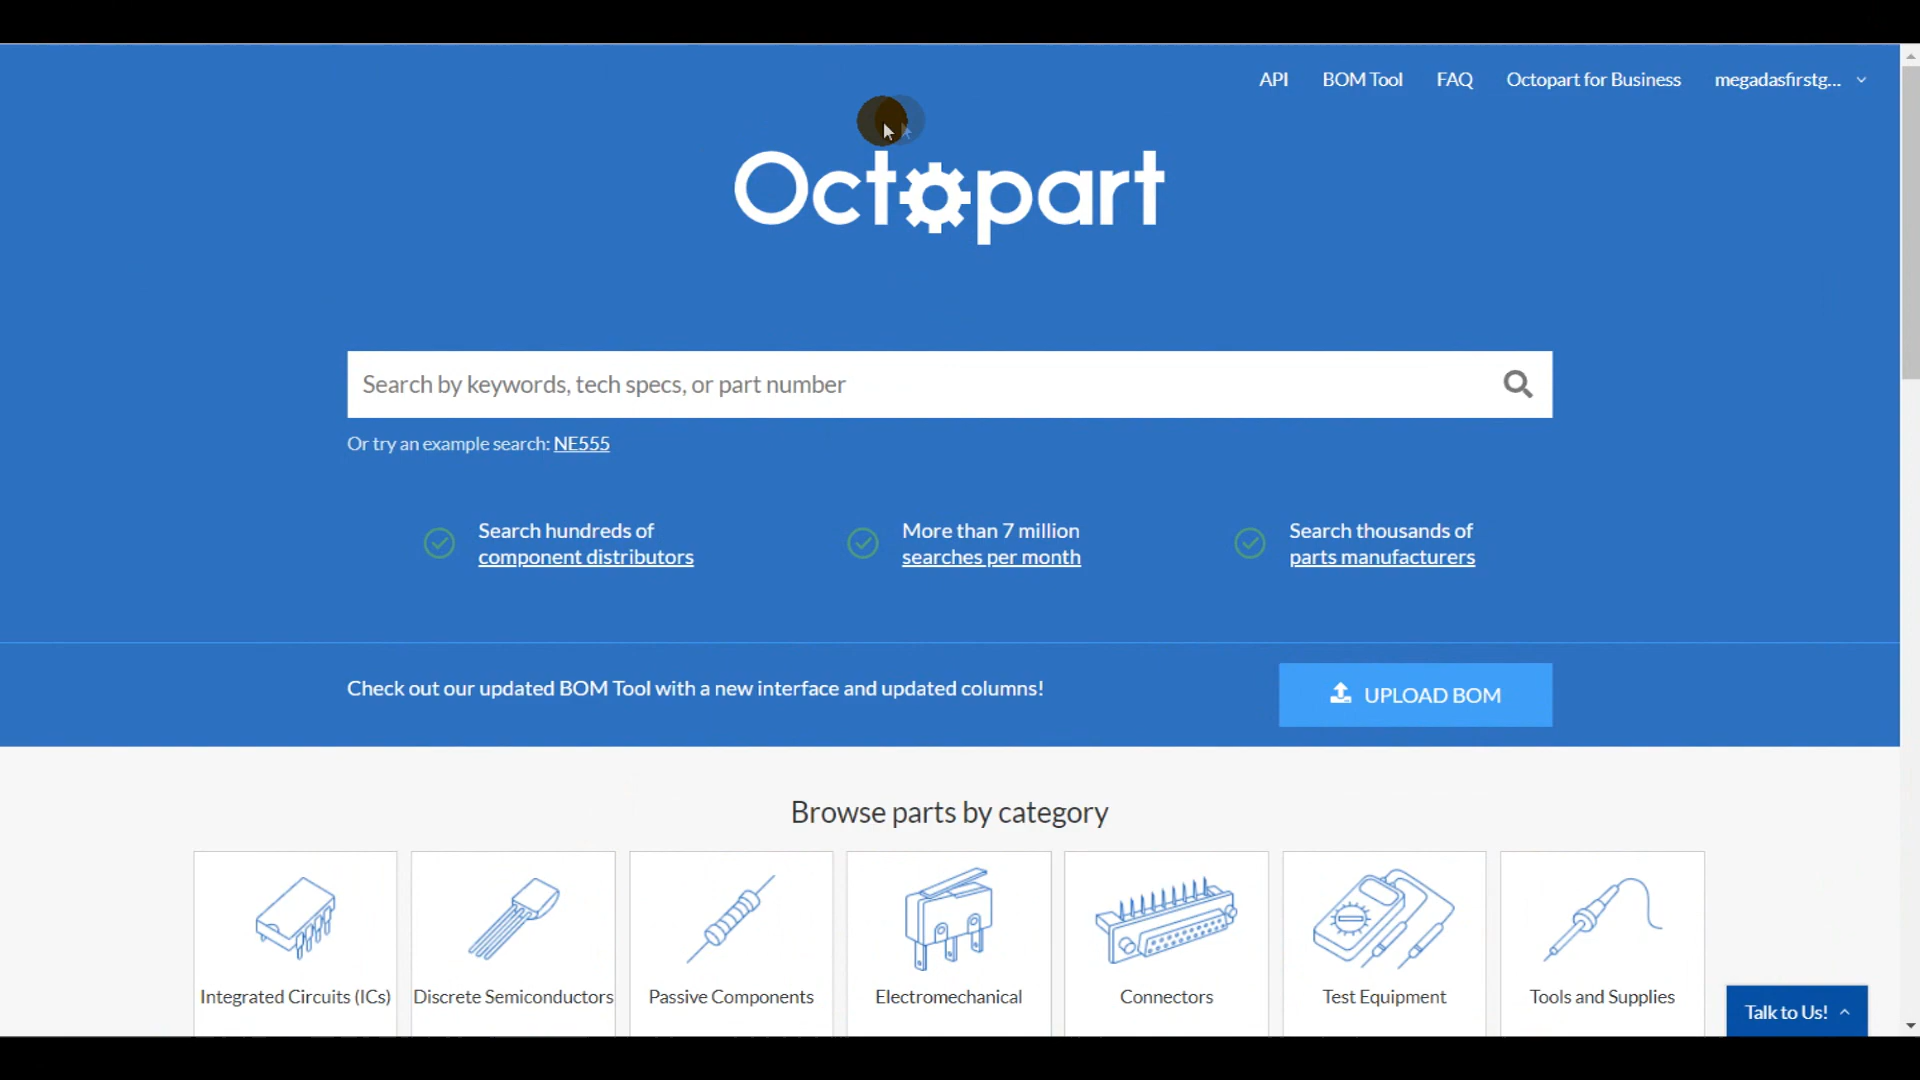 API BOM Tool FAQ Octopart for Business megadasfirstg...
Octopart
Search by keywords, tech specs, or part number
Or try an example search: NE555
Search hundreds of
component distributors
More than 7 million
searches per month
Search thousands of
parts manufacturers
Check out our updated BOM Tool with a new interface and updated columns!
UPLOAD BOM
Browse parts by category
Integrated Circuits (ICs)
Discrete Semiconductors
Passive Components
Electromechanical
Connectors
Test Equipment
Tools and Supplies
Talk to Us!